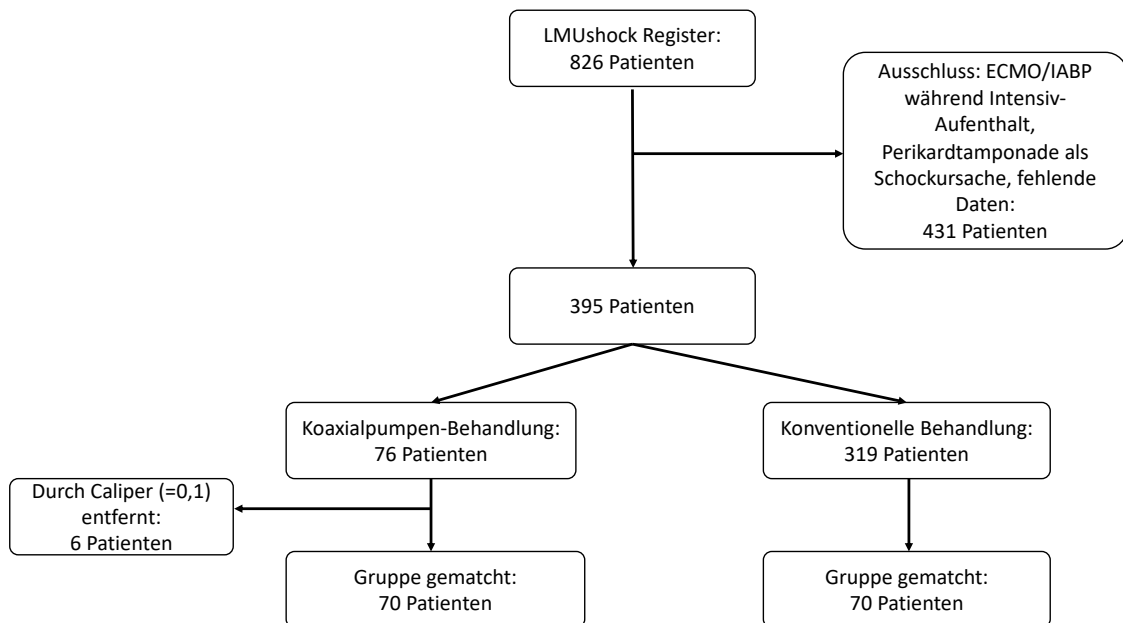 LMUshock Register:
826 Patienten
Ausschluss: ECMO/IABP
während Intensiv-
Aufenthalt,
Perikardtamponade als
Schockursache, fehlende
Daten:
431 Patienten
395 Patienten
Koaxialpumpen-Behandlung:
76 Patienten
Konventionelle Behandlung:
319 Patienten
Durch Caliper (=0,1)
entfernt:
6 Patienten
Gruppe gematcht:
70 Patienten
Gruppe gematcht:
70 Patienten